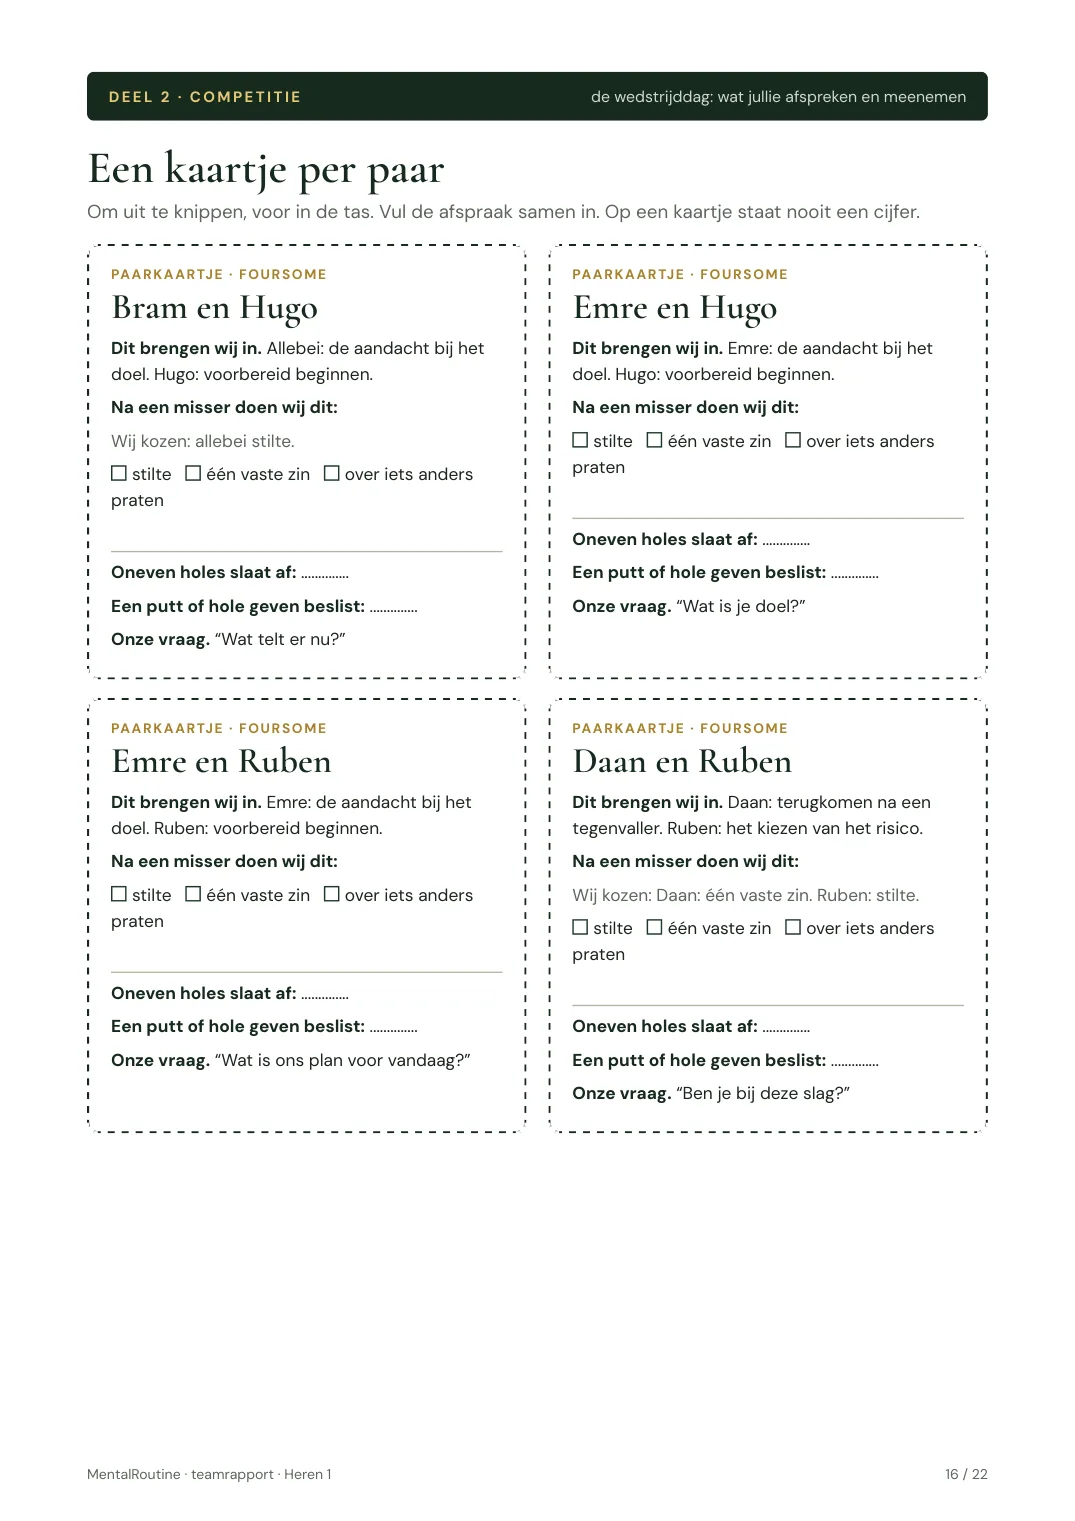 DEEL 2 · COMPETITIE
de wedstrijddag: wat jullie afspreken en meenemen
Een kaartje per paar
Om uit te knippen, voor in de tas. Vul de afspraak samen in. Op een kaartje staat nooit een cijfer.
PAARKAARTJE · FOURSOME
Bram en Hugo
Dit brengen wij in. Allebei: de aandacht bij het
doel. Hugo: voorbereid beginnen.
Na een misser doen wij dit:
Wij kozen: allebei stilte.
☐ stilte ☐ één vaste zin ☐ over iets anders
praten
Oneven holes slaat af: ..............
Een putt of hole geven beslist: ..............
Onze vraag. “Wat telt er nu?”
PAARKAARTJE · FOURSOME
Emre en Hugo
Dit brengen wij in. Emre: de aandacht bij het
doel. Hugo: voorbereid beginnen.
Na een misser doen wij dit:
☐ stilte ☐ één vaste zin ☐ over iets anders
praten
Oneven holes slaat af: ..............
Een putt of hole geven beslist: ..............
Onze vraag. “Wat is je doel?”
PAARKAARTJE · FOURSOME
Emre en Ruben
Dit brengen wij in. Emre: de aandacht bij het
doel. Ruben: voorbereid beginnen.
Na een misser doen wij dit:
☐ stilte ☐ één vaste zin ☐ over iets anders
praten
Oneven holes slaat af: ..............
Een putt of hole geven beslist: ..............
Onze vraag. “Wat is ons plan voor vandaag?”
PAARKAARTJE · FOURSOME
Daan en Ruben
Dit brengen wij in. Daan: terugkomen na een
tegenvaller. Ruben: het kiezen van het risico.
Na een misser doen wij dit:
Wij kozen: Daan: één vaste zin. Ruben: stilte.
☐ stilte ☐ één vaste zin ☐ over iets anders
praten
Oneven holes slaat af: ..............
Een putt of hole geven beslist: ..............
Onze vraag. “Ben je bij deze slag?”
MentalRoutine · teamrapport · Heren 1
16 / 22